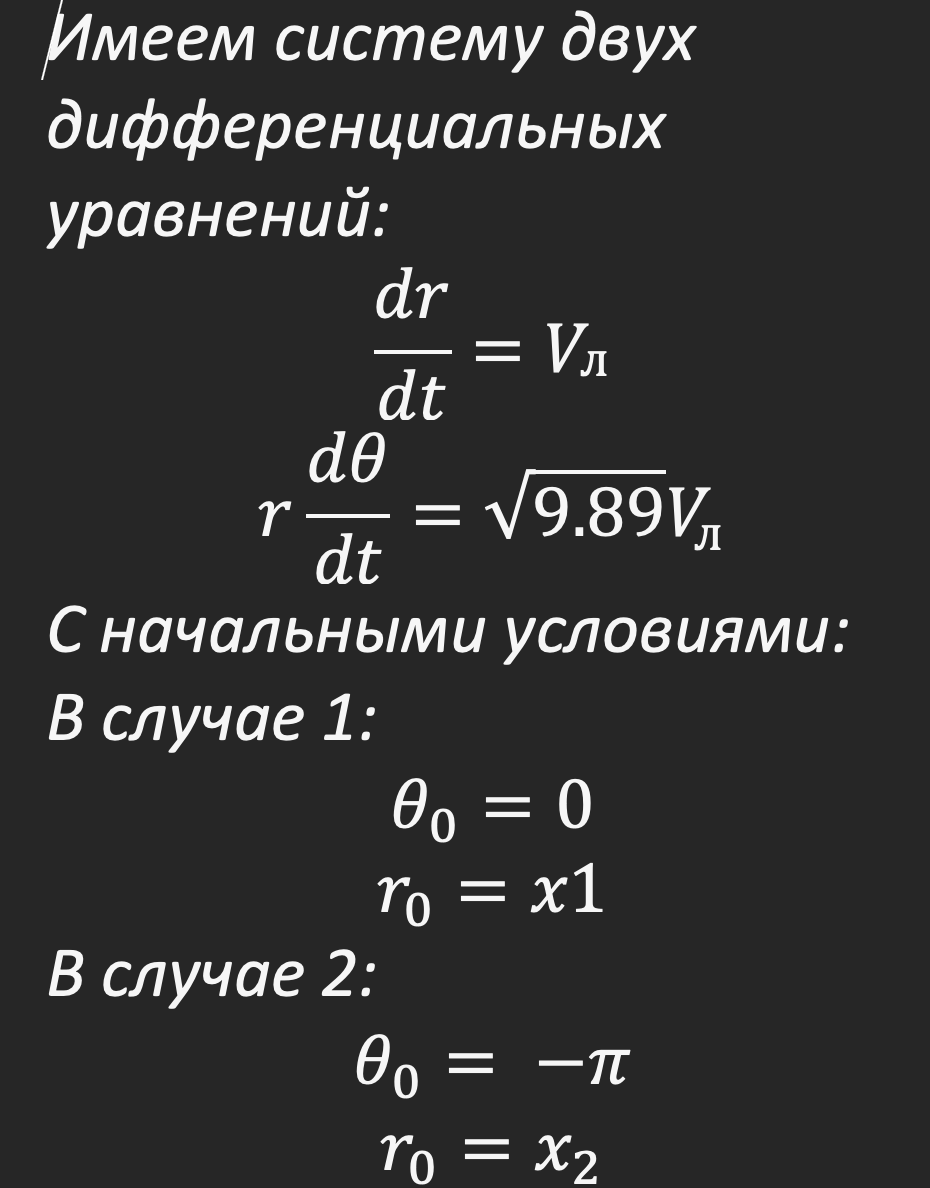 Имеем систему двух
дифференциальных
уравнений:
dr/dt = Vл
r dθ/dt = √9.89Vл
С начальными условиями:
В случае 1:
θ₀ = 0
r₀ = x1
В случае 2:
θ₀ = −π
r₀ = x₂